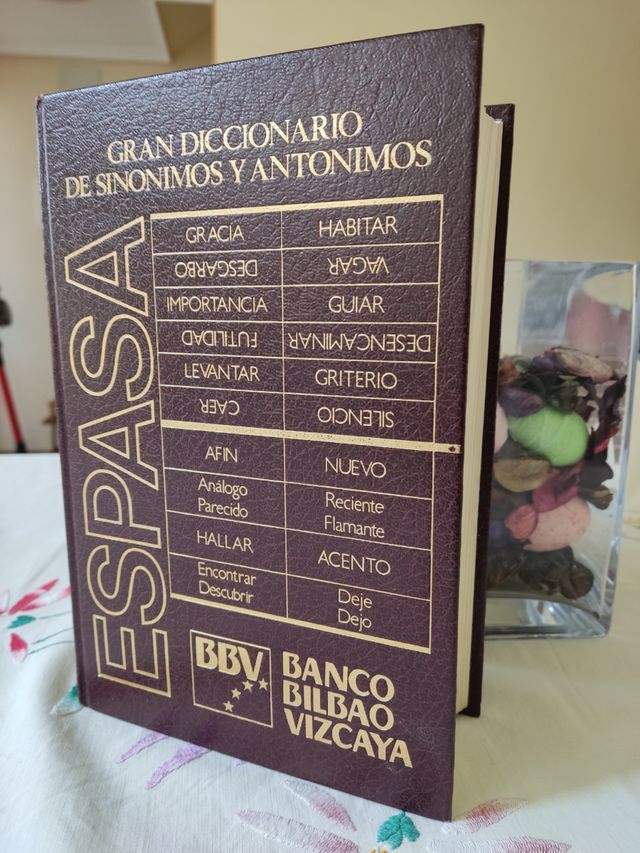 GRAN DICCIONARIO
DE SINONIMOS Y ANTONIMOS
ESPASA
GRACIA HABITAR
DESGARBO VAGAR
IMPORTANCIA GUIAR
FUTILIDAD DESENCAMINAR
LEVANTAR GRITERIO
CAER SILENCIO
AFIN NUEVO
Análogo Reciente
Parecido Flamante
HALLAR ACENTO
Encontrar Deje
Descubrir Dejo
BBV BANCO
BILBAO
VIZCAYA